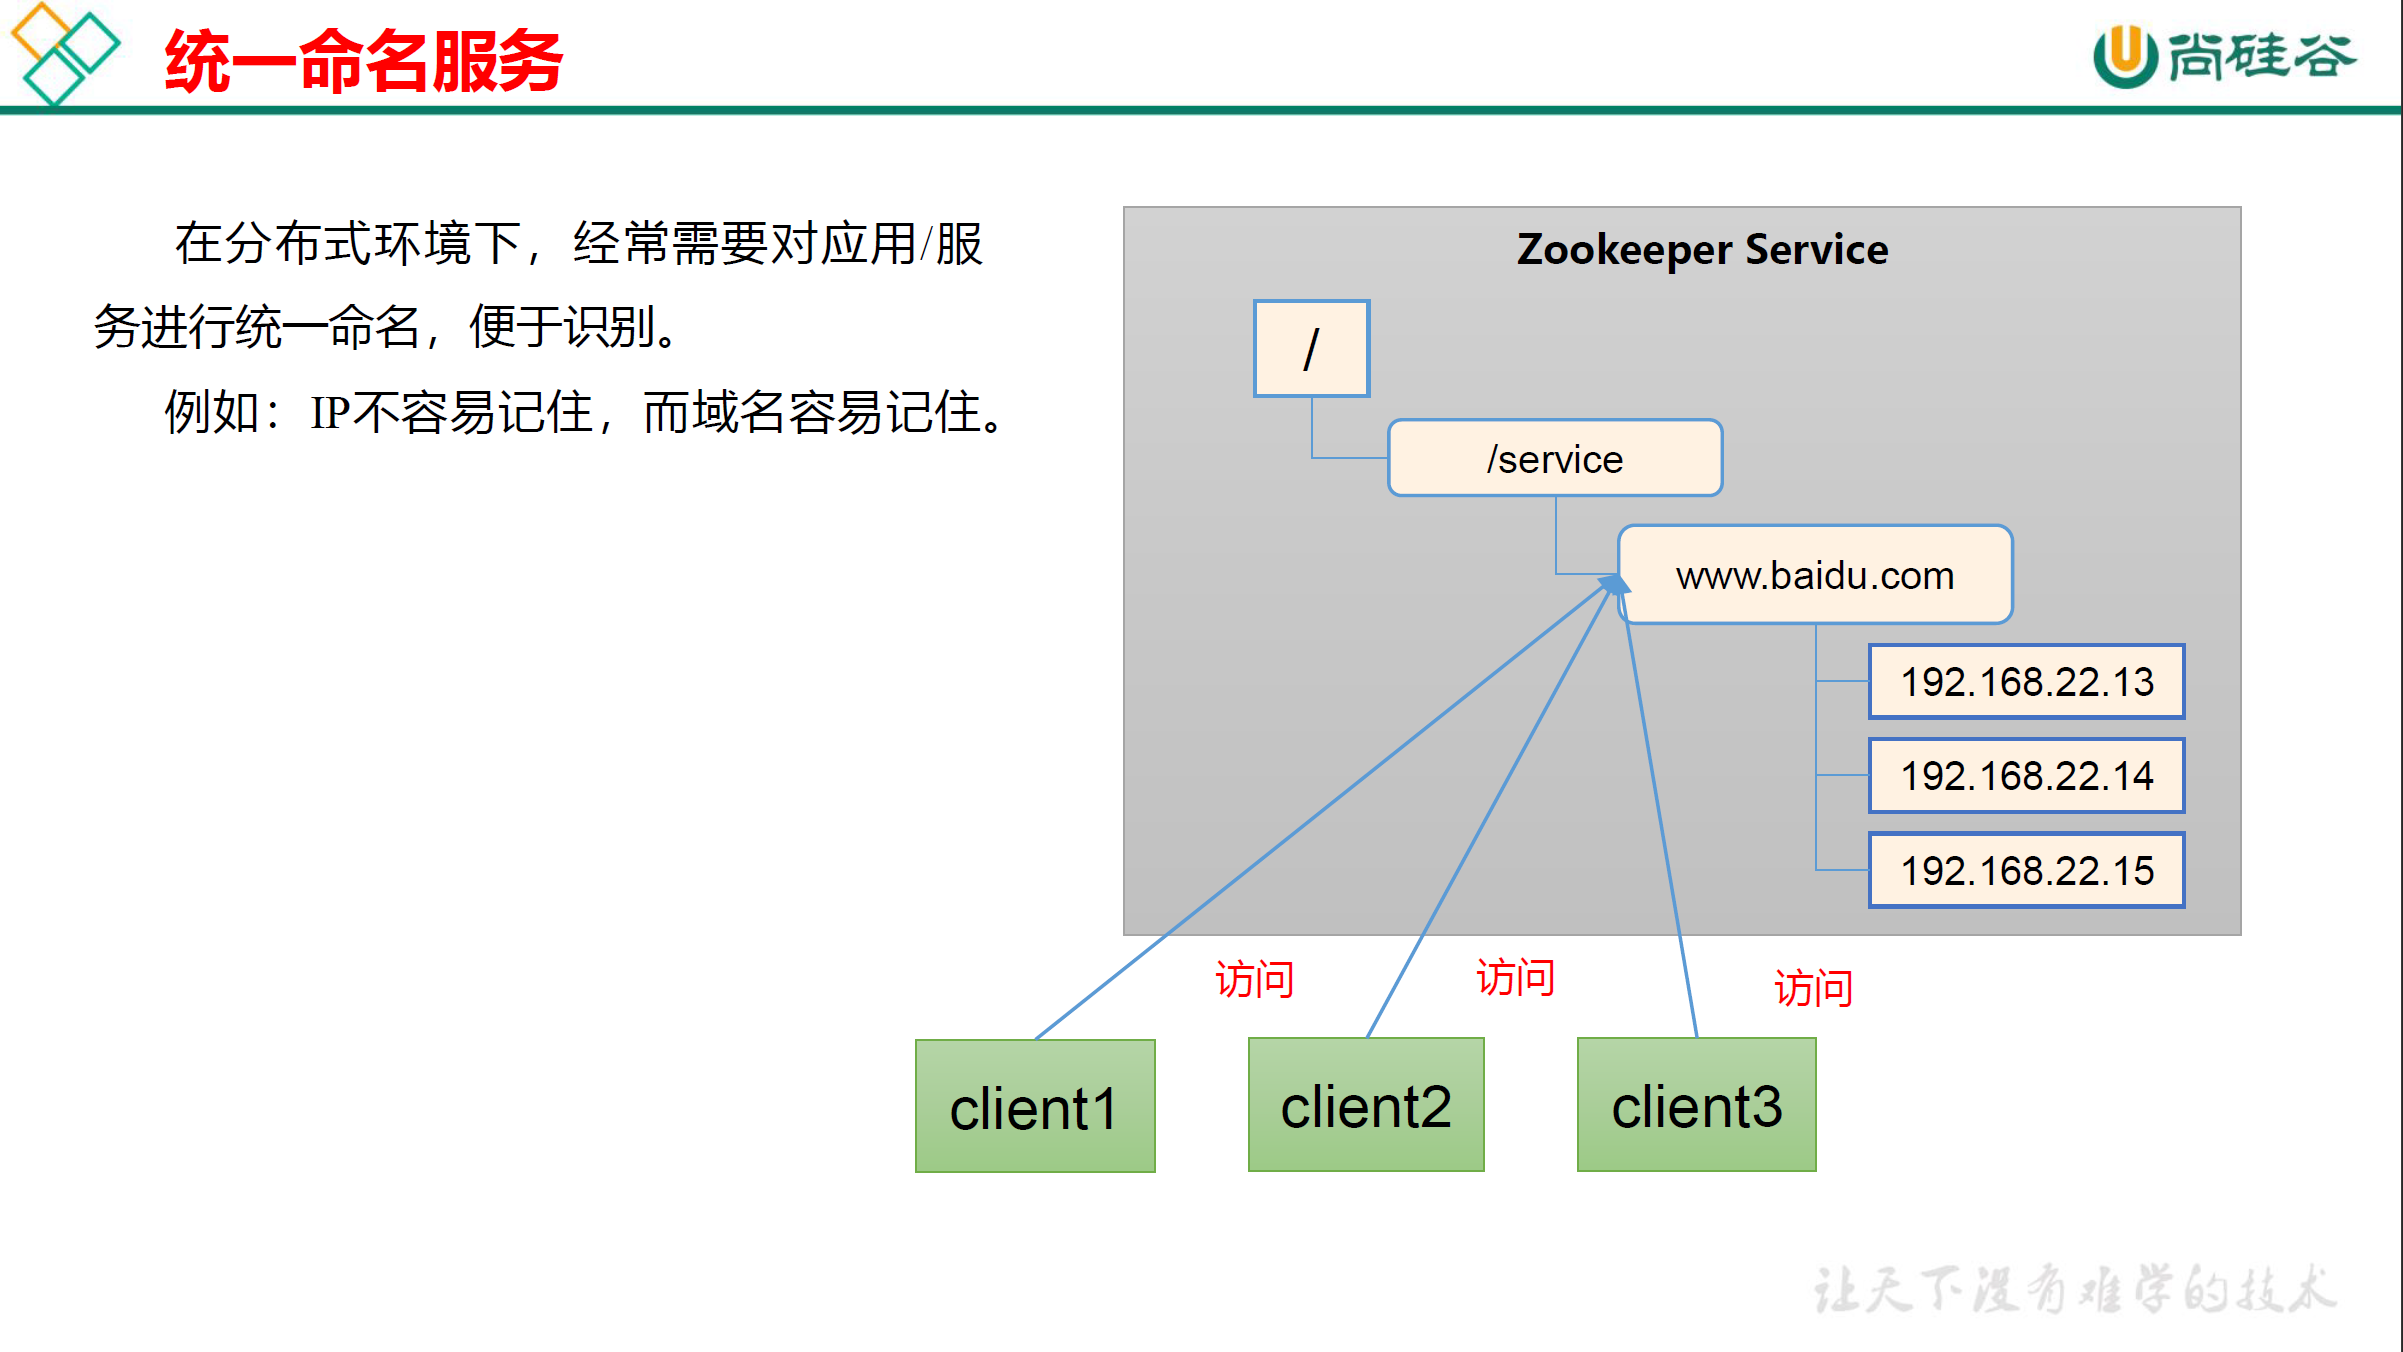 统一命名服务
尚硅谷
在分布式环境下，经常需要对应用/服
务进行统一命名，便于识别。
例如：IP不容易记住，而域名容易记住。
Zookeeper Service
/
/service
www.baidu.com
192.168.22.13
192.168.22.14
192.168.22.15
访问
访问
访问
client1
client2
client3
让天下没有难学的技术